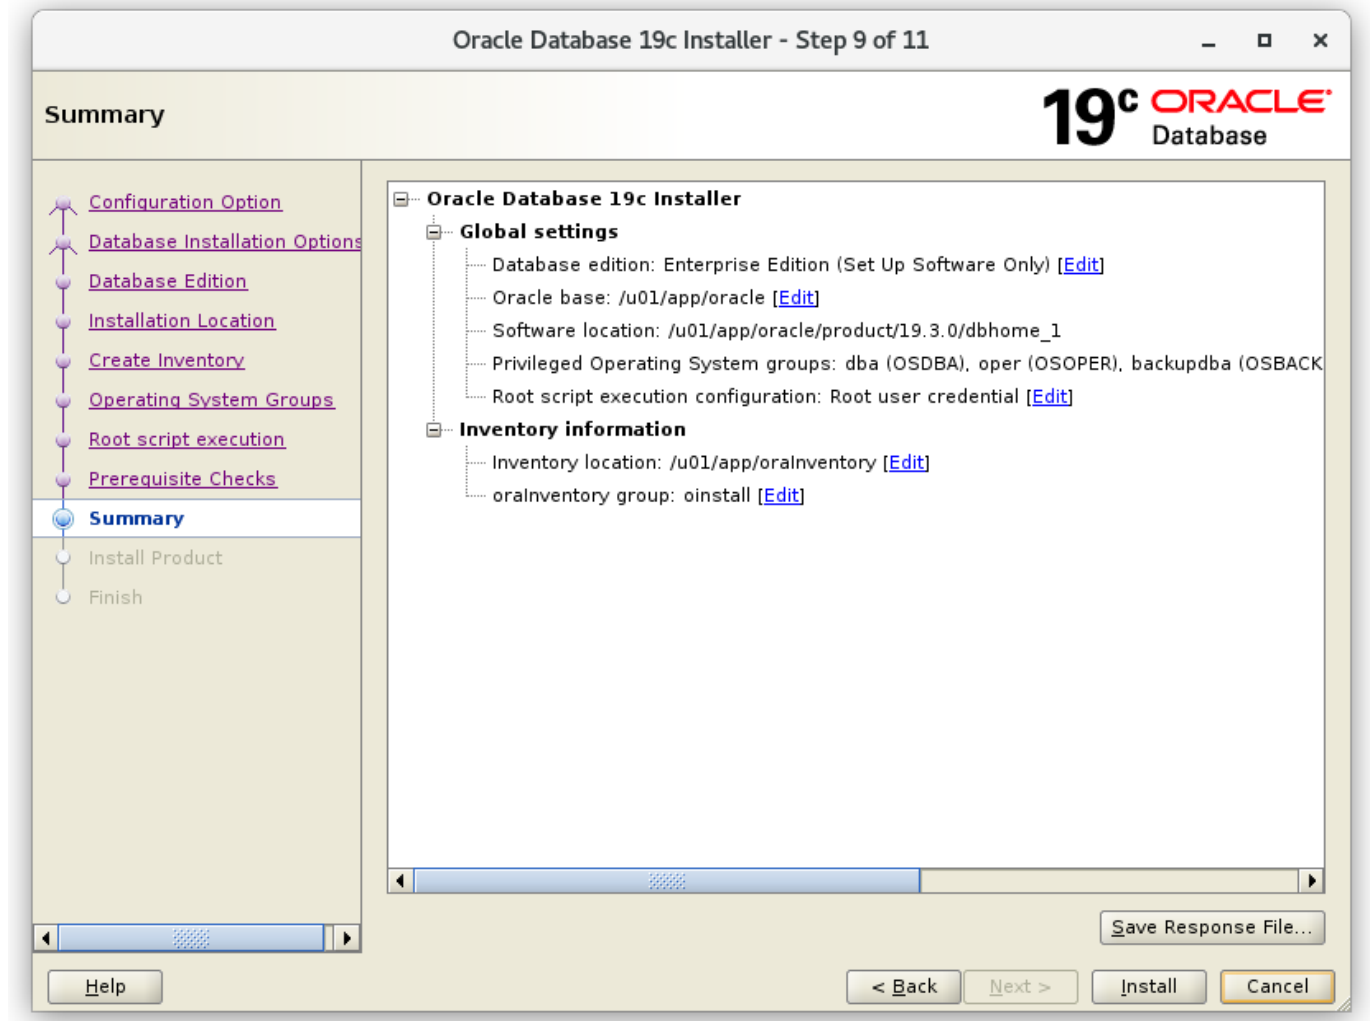 Oracle Database 19c Installer - Step 9 of 11
Summary
19c ORACLE
Database
Configuration Option
Database Installation Options
Database Edition
Installation Location
Create Inventory
Operating System Groups
Root script execution
Prerequisite Checks
Summary
Install Product
Finish
Oracle Database 19c Installer
Global settings
Database edition: Enterprise Edition (Set Up Software Only) [Edit]
Oracle base: /u01/app/oracle [Edit]
Software location: /u01/app/oracle/product/19.3.0/dbhome_1
Privileged Operating System groups: dba (OSDBA), oper (OSOPER), backupdba (OSBACK
Root script execution configuration: Root user credential [Edit]
Inventory information
Inventory location: /u01/app/oraInventory [Edit]
oraInventory group: oinstall [Edit]
Save Response File...
Help
< Back
Next >
Install
Cancel